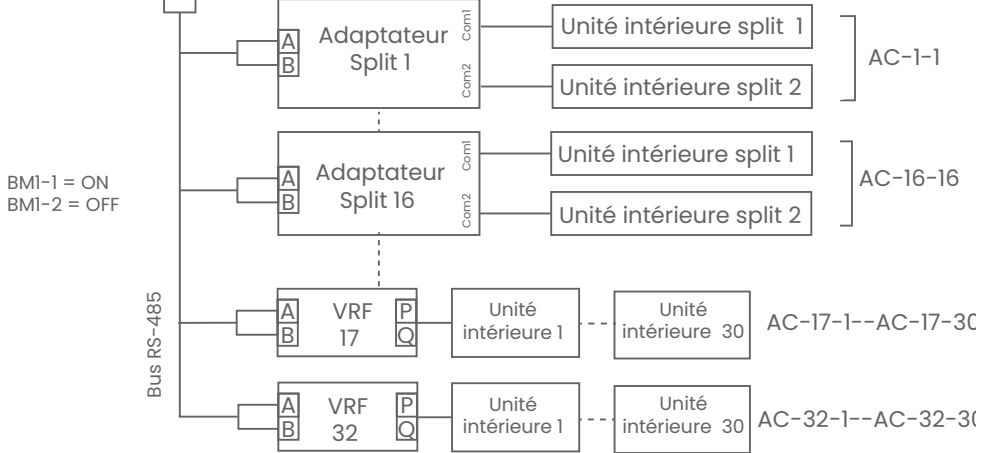 A
B
Adaptateur
Split 1
Com1
Com2
Unité intérieure split 1
Unité intérieure split 2
AC-1-1
BM1-1 = ON
BM1-2 = OFF
A
B
Adaptateur
Split 16
Com1
Com2
Unité intérieure split 1
Unité intérieure split 2
AC-16-16
Bus RS-485
A
B
VRF
17
P
Q
Unité
intérieure 1
Unité
intérieure 30
AC-17-1--AC-17-30
A
B
VRF
32
P
Q
Unité
intérieure 1
Unité
intérieure 30
AC-32-1--AC-32-30